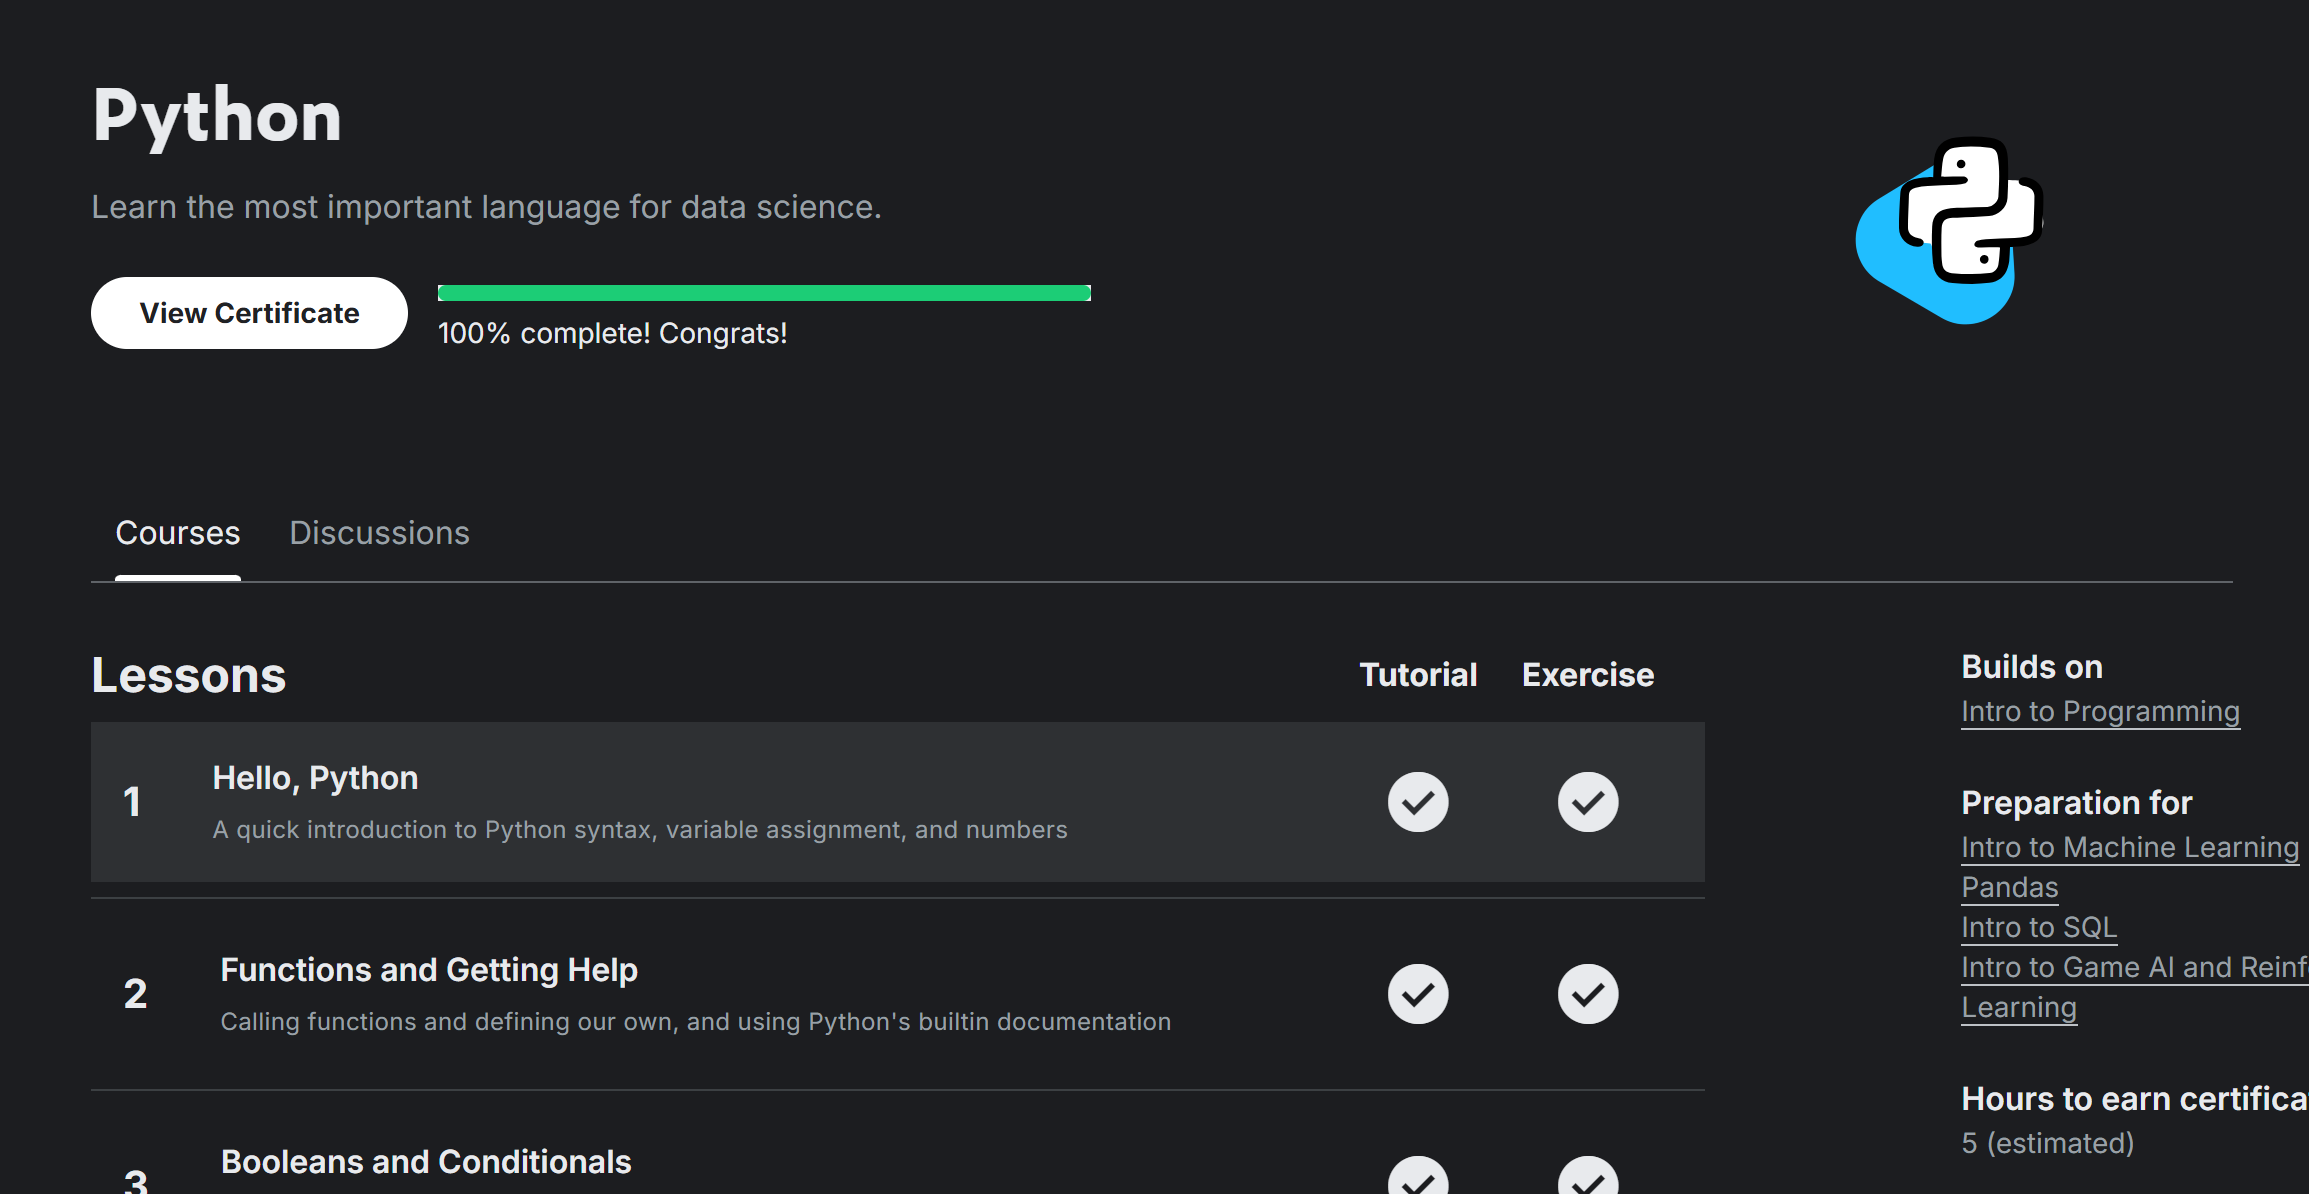 Python
Learn the most important language for data science.
View Certificate
100% complete! Congrats!
Courses
Discussions
Lessons
Tutorial
Exercise
1
Hello, Python
A quick introduction to Python syntax, variable assignment, and numbers
2
Functions and Getting Help
Calling functions and defining our own, and using Python's builtin documentation
3
Booleans and Conditionals
Builds on
Intro to Programming
Preparation for
Intro to Machine Learning
Pandas
Intro to SQL
Intro to Game AI and Reinf
Learning
Hours to earn certifica
5 (estimated)